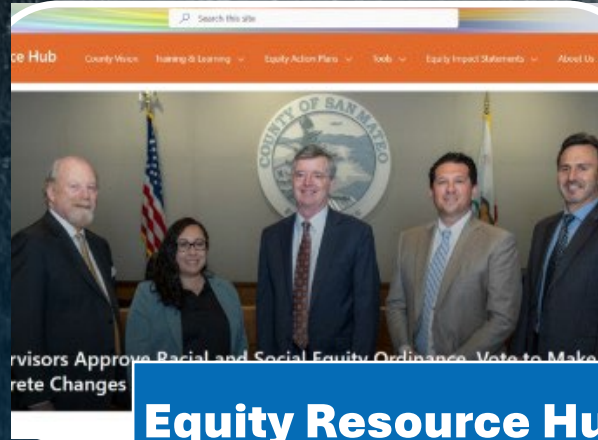 Search this site
ce Hub
County Vision
Training & Learning
Equity Action Plans
Tools
Equity Impact Statements
About Us
COUNTY OF SAN MATEO
rvisors Approve Racial and Social Equity Ordinance, Vote to Make
rete Changes
Equity Resource Hu